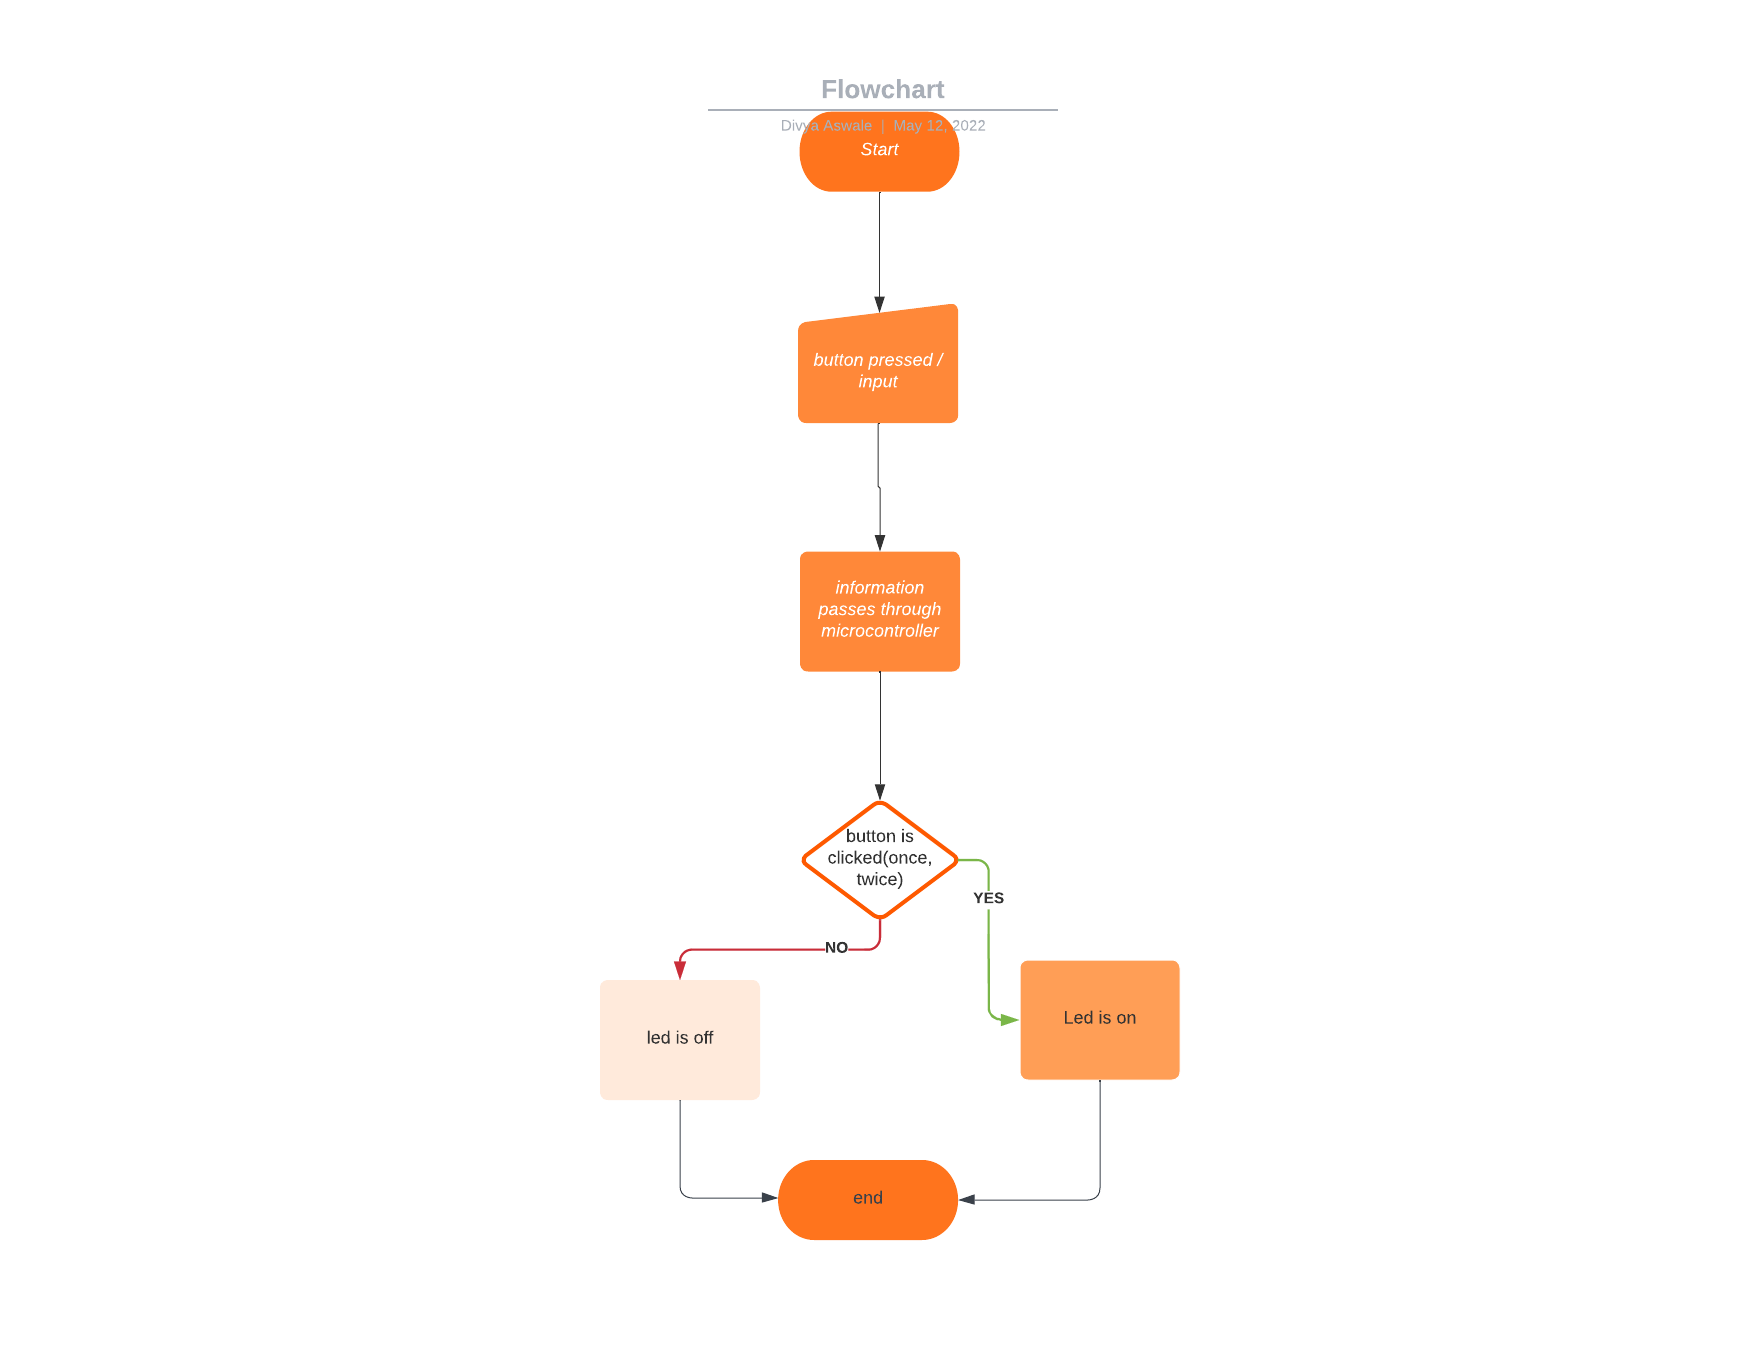 Flowchart
Divya Aswale | May 12, 2022
Start
button pressed /
input
information
passes through
microcontroller
button is
clicked(once,
twice)
YES
NO
led is off
Led is on
end